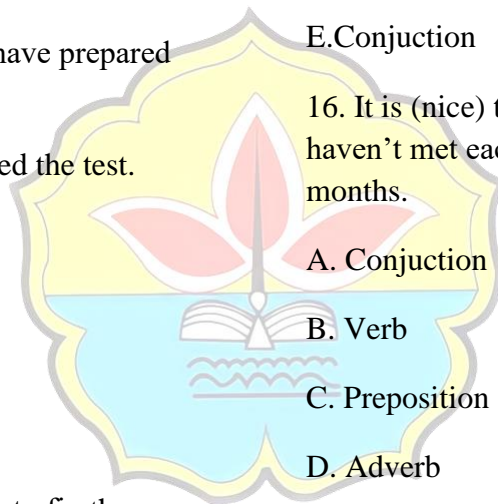 have prepared
ed the test.
E.Conjuction
16. It is (nice) t
haven't met eac
months.
A. Conjuction
B. Verb
C. Preposition
D. Adverb